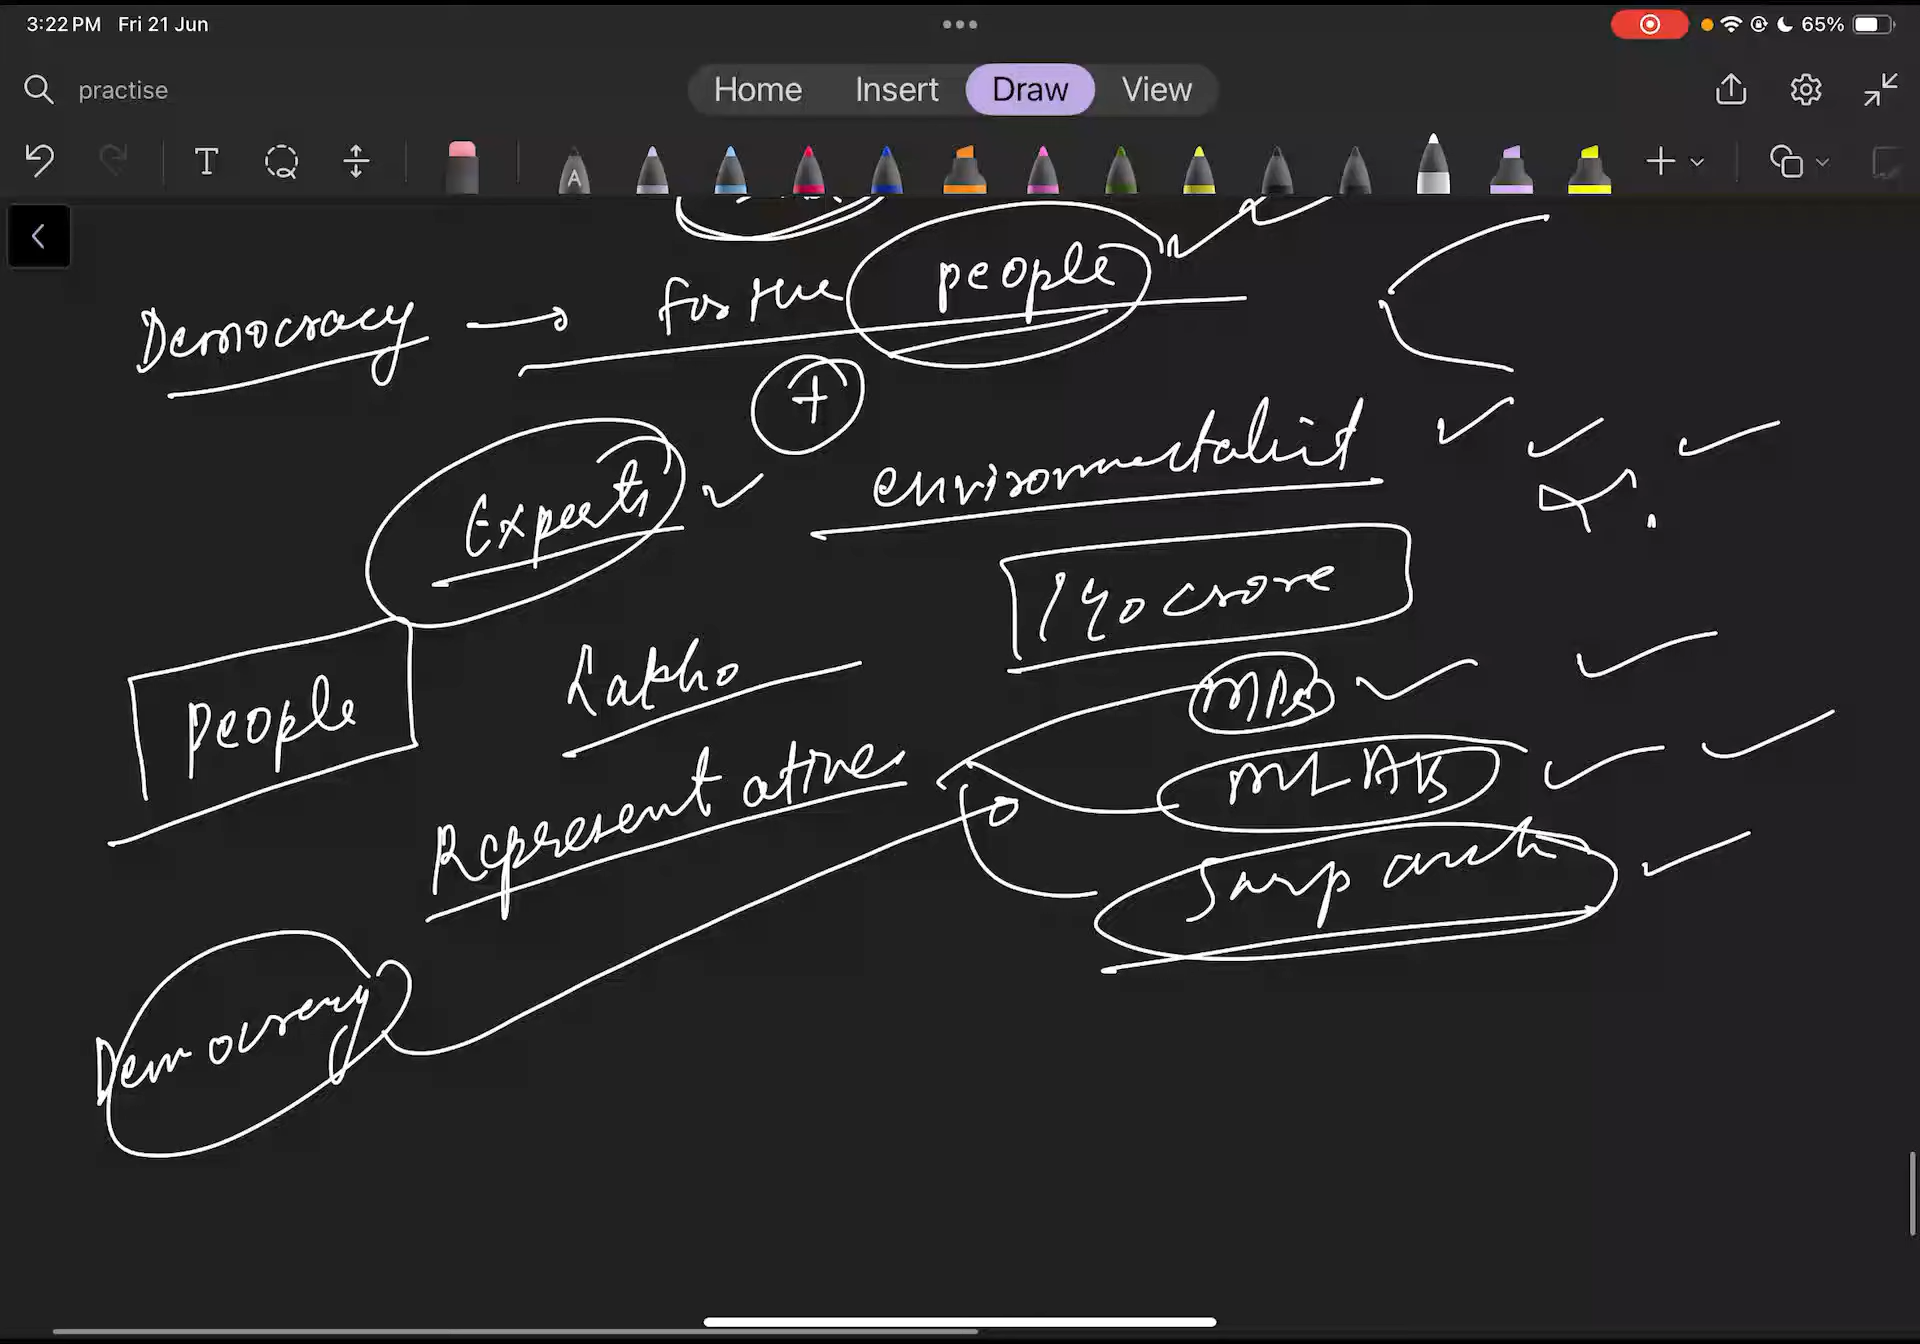 3:22 PM Fri 21 Jun
65%
practise
Home Insert Draw View
T
A
Democracy → for the people
+
Experts environmentalist
140 crore
People Lakho
MPs
Representatives MLAs
Sarpanch
Democracy